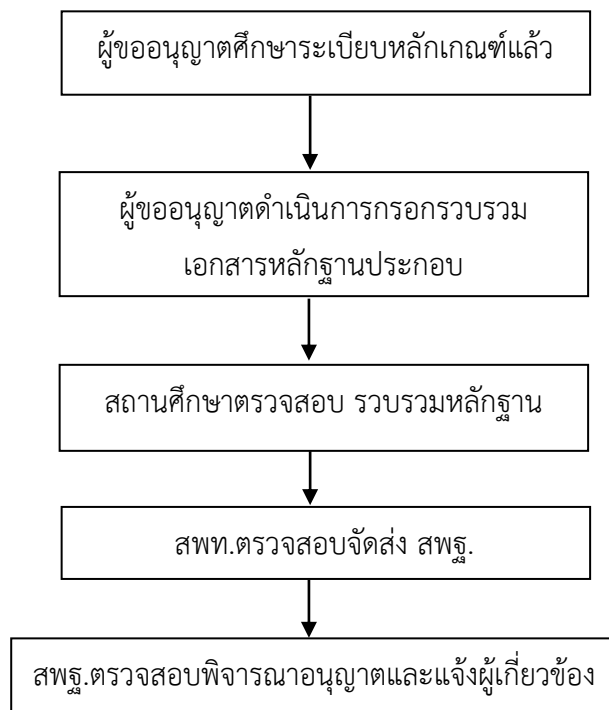 ผู้ขออนุญาตศึกษาระเบียบหลักเกณฑ์แล้ว
ผู้ขออนุญาตดำเนินการกรอกรวบรวม
เอกสารหลักฐานประกอบ
สถานศึกษาตรวจสอบ รวบรวมหลักฐาน
สพท.ตรวจสอบจัดส่ง สพฐ.
สพฐ.ตรวจสอบพิจารณาอนุญาตและแจ้งผู้เกี่ยวข้อง